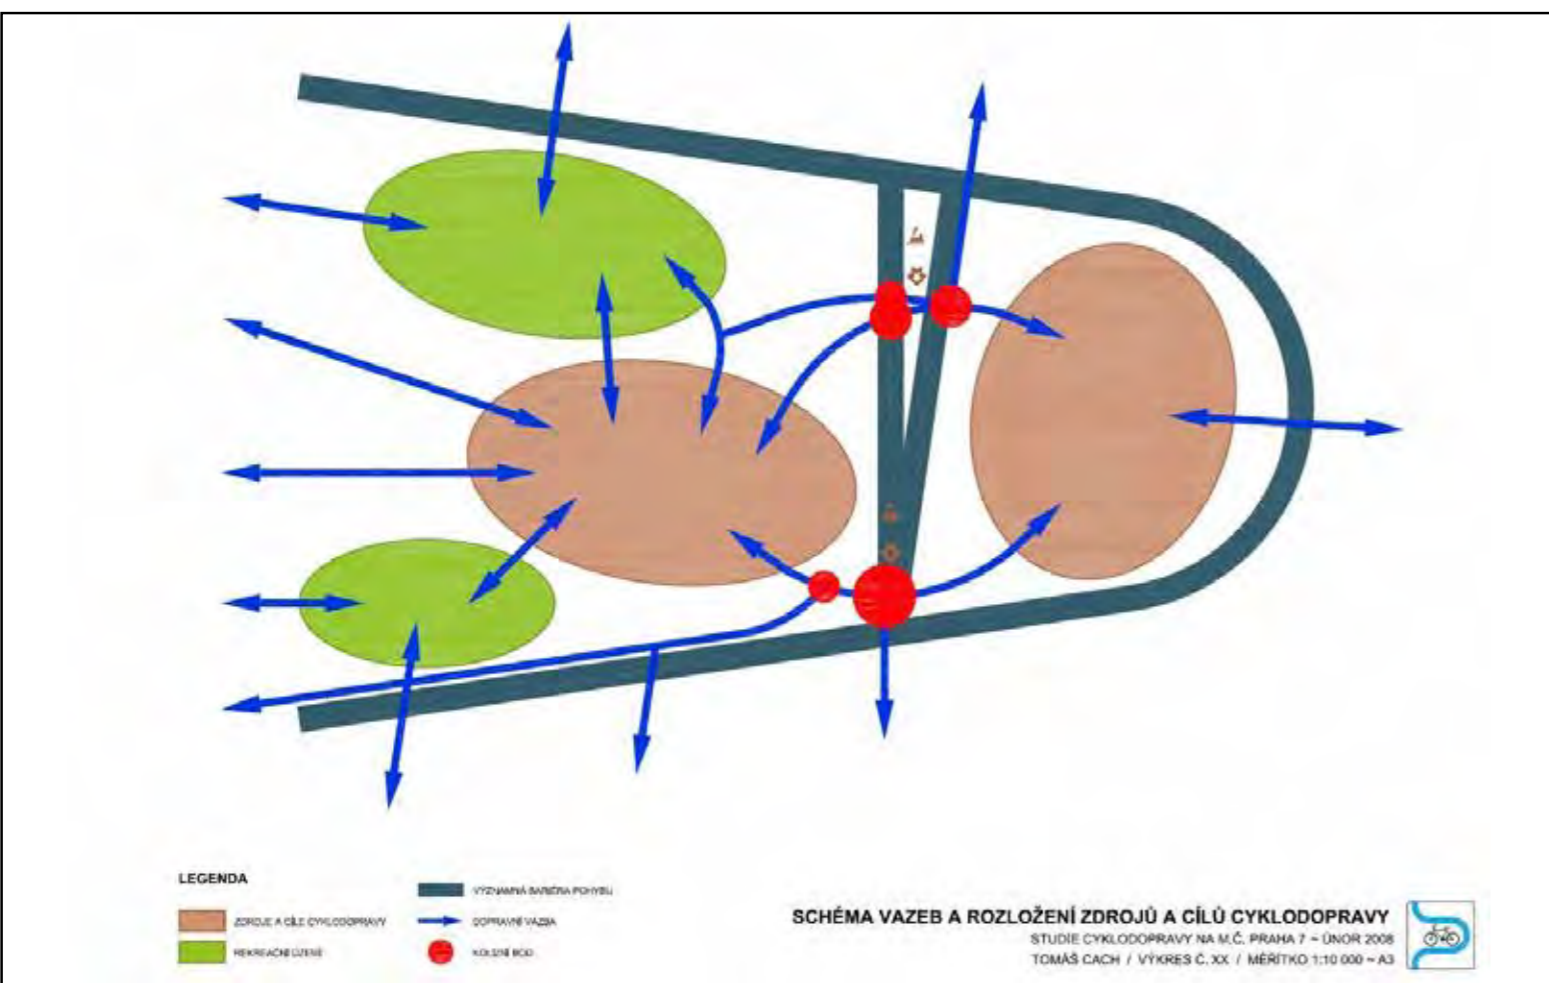 LEGENDA
ZDROJE A CÍLE CYKLODOPRAVY
REKREAČNÍ ÚZEMÍ
VÝZNAMNÁ BARIÉRA POHYBU
DOPRAVNÍ VAZBA
KOLIZNÍ BOD
SCHÉMA VAZEB A ROZLOŽENÍ ZDROJŮ A CÍLŮ CYKLODOPRAVY
STUDIE CYKLODOPRAVY NA M.Č. PRAHA 7 ~ ÚNOR 2008
TOMÁŠ CACH / VÝKRES Č. XX / MĚŘÍTKO 1:10 000 ~ A3